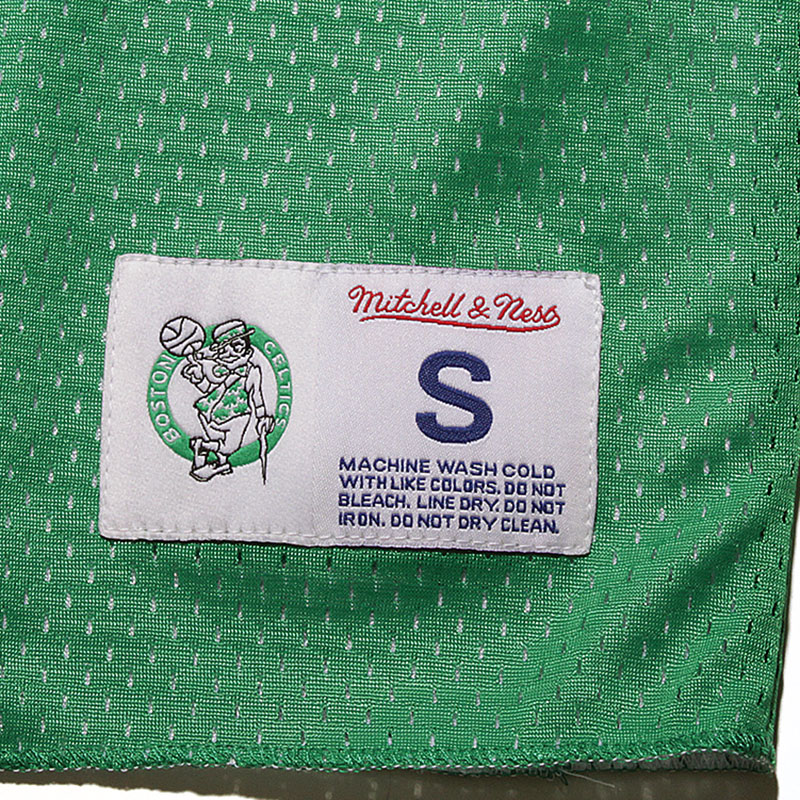 BOSTON CELTICS
Mitchell & Ness
S
MACHINE WASH COLD
WITH LIKE COLORS. DO NOT
BLEACH. LINE DRY. DO NOT
IRON. DO NOT DRY CLEAN.